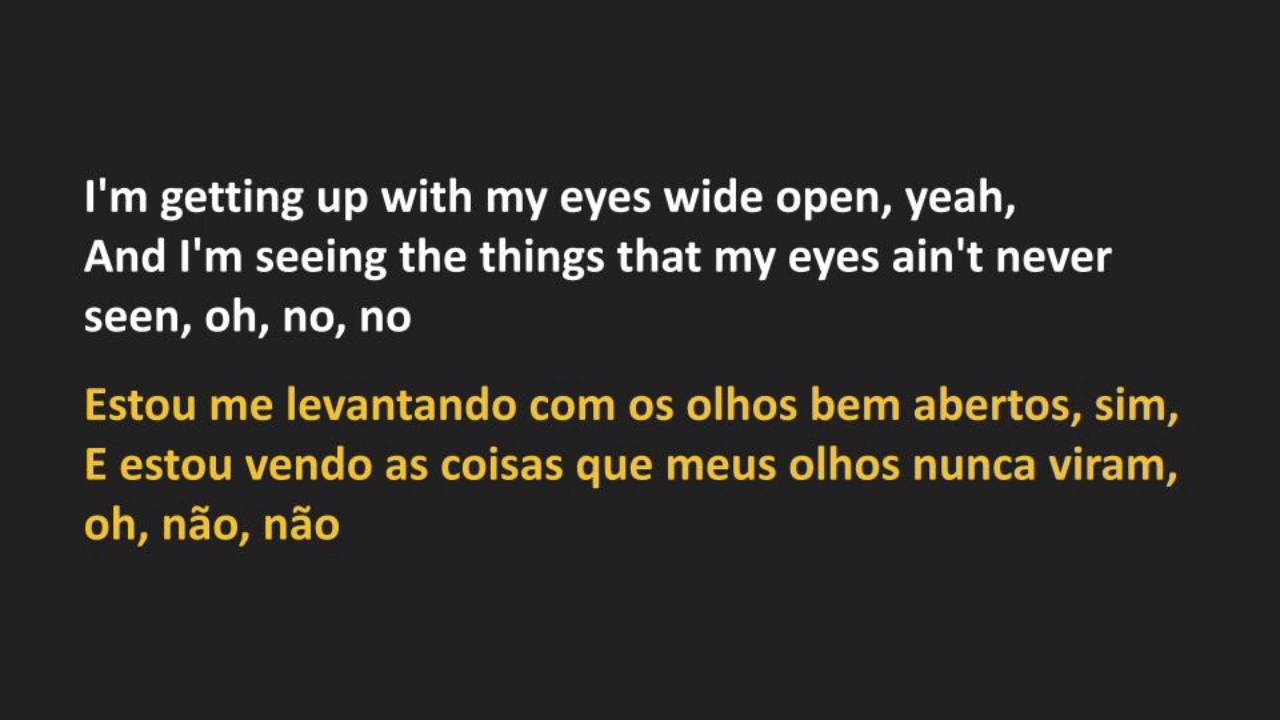 I'm getting up with my eyes wide open, yeah,
And I'm seeing the things that my eyes ain't never
seen, oh, no, no
Estou me levantando com os olhos bem abertos, sim,
E estou vendo as coisas que meus olhos nunca viram,
oh, não, não